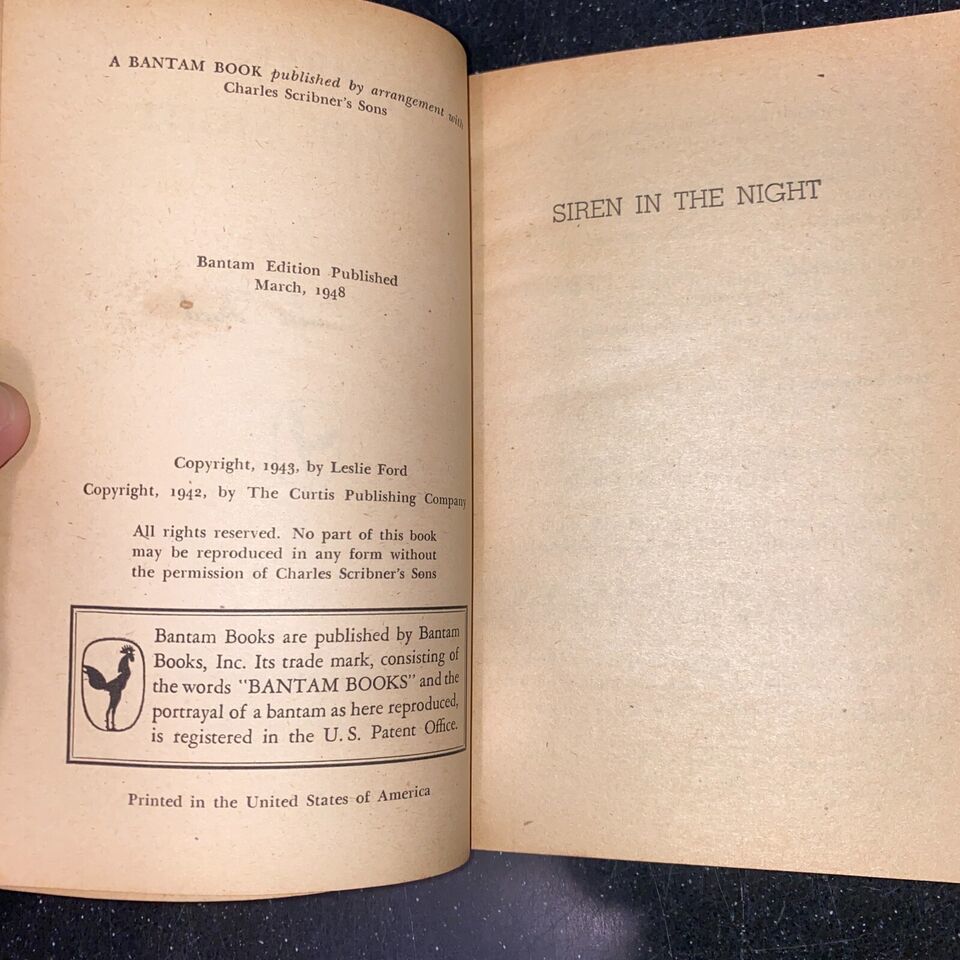 A BANTAM BOOK published by arrangement with
Charles Scribner's Sons
Bantam Edition Published
March, 1948
Copyright, 1943, by Leslie Ford
Copyright, 1942, by The Curtis Publishing Company
All rights reserved. No part of this book
may be reproduced in any form without
the permission of Charles Scribner's Sons
Bantam Books are published by Bantam
Books, Inc. Its trade mark, consisting of
the words "BANTAM BOOKS" and the
portrayal of a bantam as here reproduced,
is registered in the U. S. Patent Office.
Printed in the United States of America
SIREN IN THE NIGHT